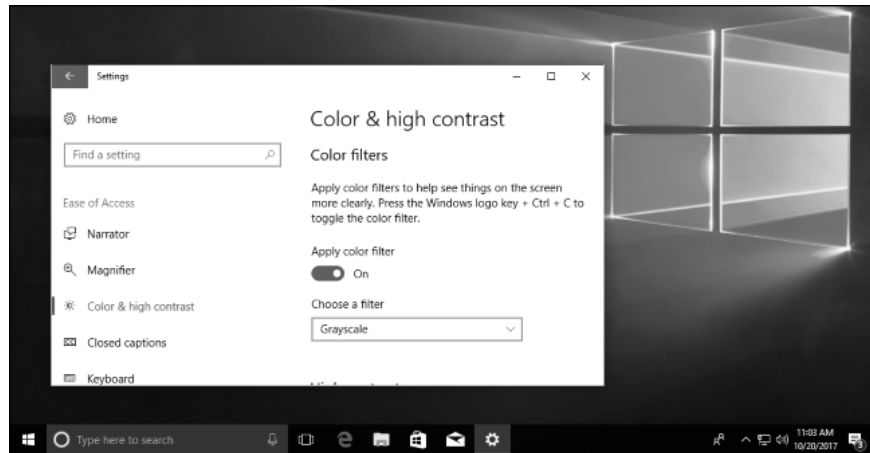 Settings
Home
Find a setting
Ease of Access
Narrator
Magnifier
Color & high contrast
Closed captions
Keyboard
Color & high contrast
Color filters
Apply color filters to help see things on the screen
more clearly. Press the Windows logo key + Ctrl + C to
toggle the color filter.
Apply color filter
On
Choose a filter
Grayscale
Type here to search
11:03 AM
10/20/2017
3